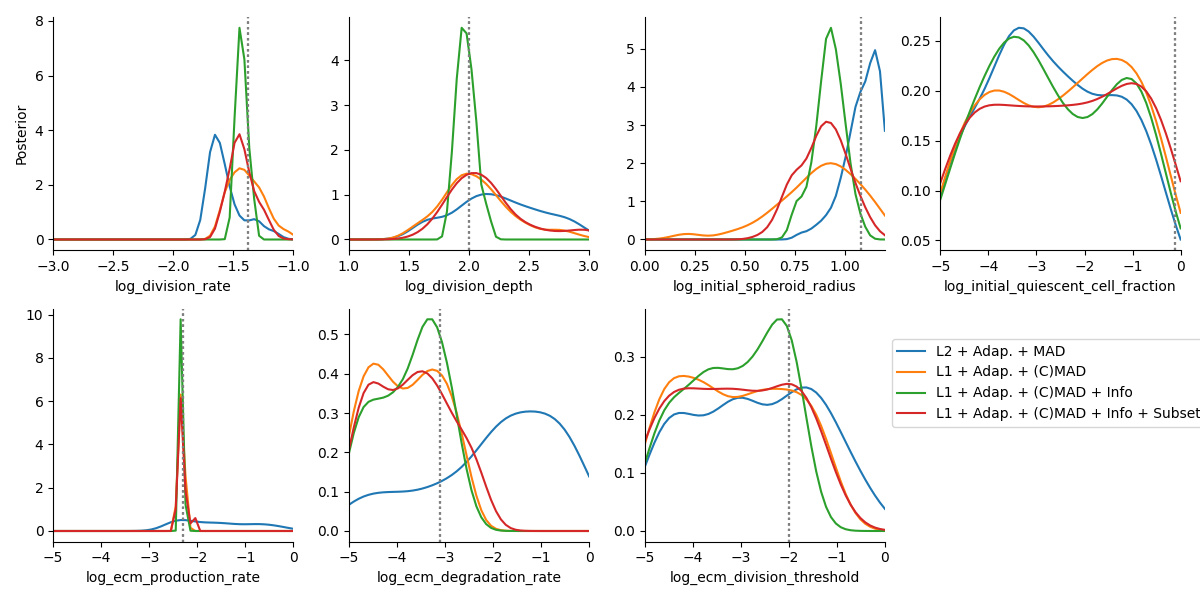 8
6
4
2
0
Posterior
−3.0 −2.5 −2.0 −1.5 −1.0
log_division_rate
4
3
2
1
0
1.0 1.5 2.0 2.5 3.0
log_division_depth
5
4
3
2
1
0
0.00 0.25 0.50 0.75 1.00
log_initial_spheroid_radius
0.25
0.20
0.15
0.10
0.05
−5 −4 −3 −2 −1 0
log_initial_quiescent_cell_fraction
10
8
6
4
2
0
−5 −4 −3 −2 −1 0
log_ecm_production_rate
0.5
0.4
0.3
0.2
0.1
0.0
−5 −4 −3 −2 −1 0
log_ecm_degradation_rate
0.3
0.2
0.1
0.0
−5 −4 −3 −2 −1 0
log_ecm_division_threshold
L2 + Adap. + MAD
L1 + Adap. + (C)MAD
L1 + Adap. + (C)MAD + Info
L1 + Adap. + (C)MAD + Info + Subset